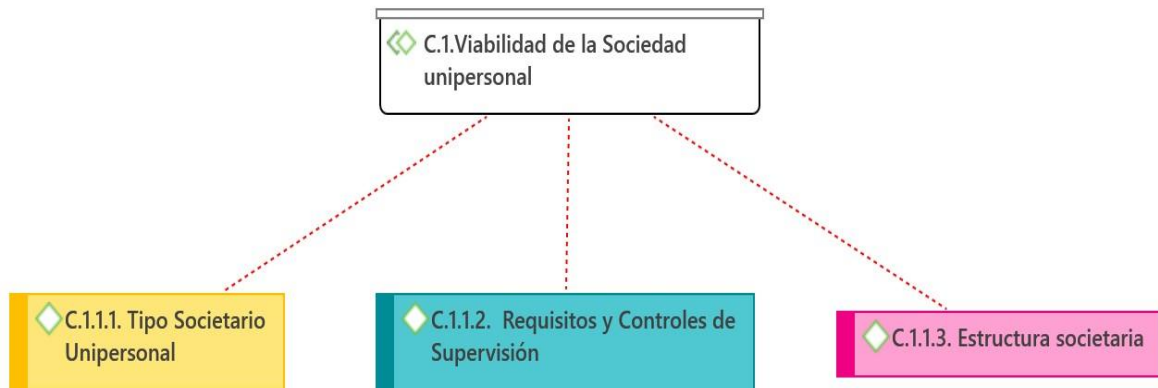 C.1.Viabilidad de la Sociedad
unipersonal
C.1.1.1. Tipo Societario
Unipersonal
C.1.1.2. Requisitos y Controles de
Supervisión
C.1.1.3. Estructura societaria